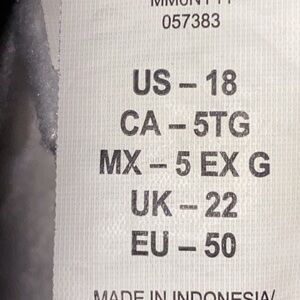 057383
US – 18
CA – 5TG
MX – 5 EX G
UK – 22
EU – 50
MADE IN INDONESIA/